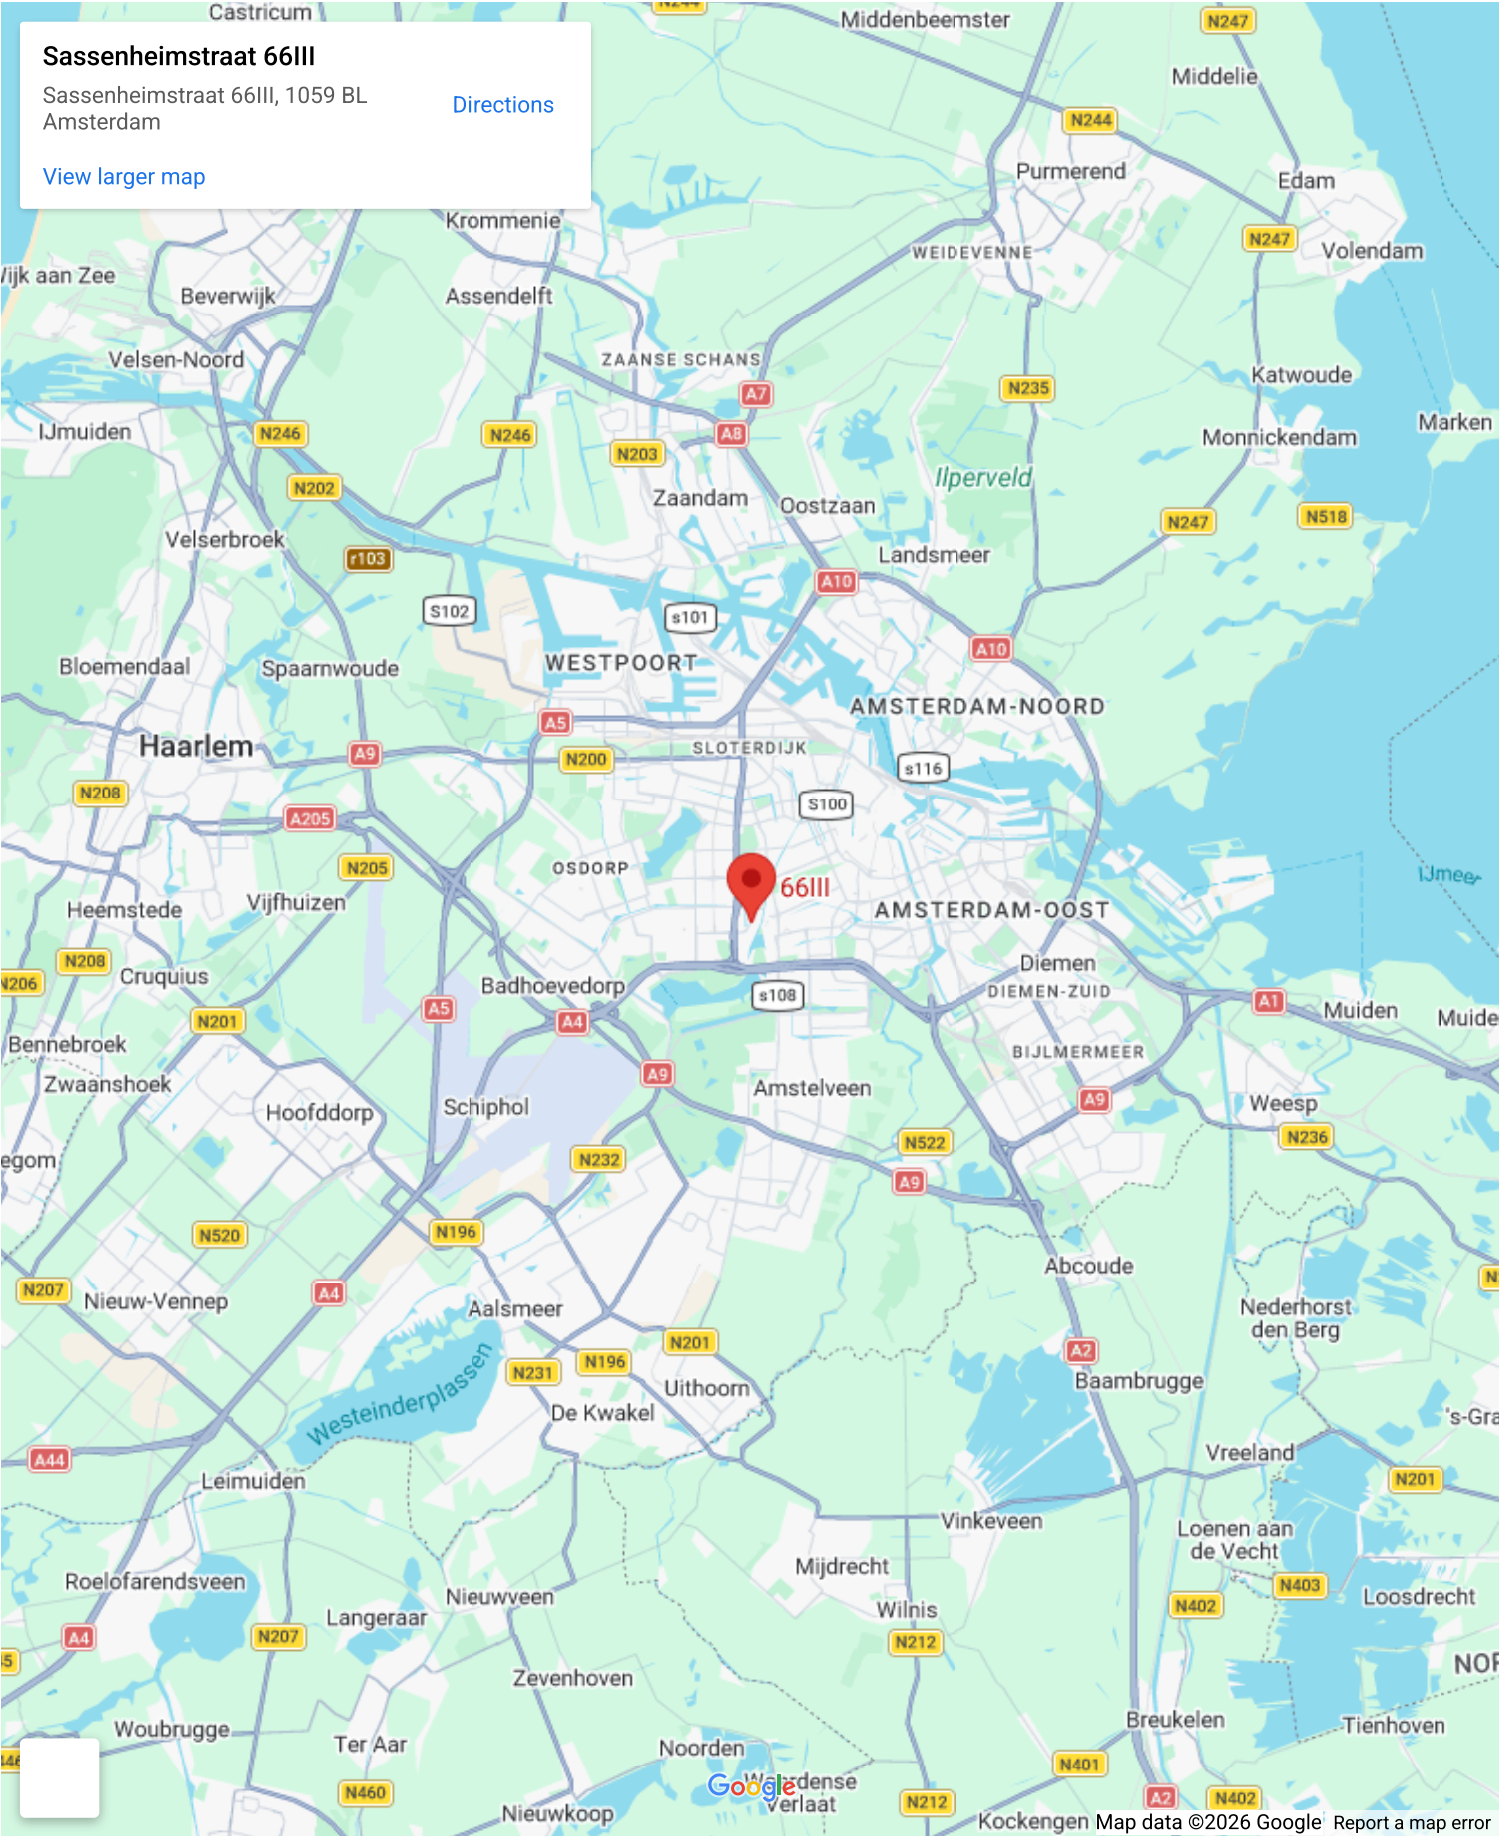 Castricum
N244
Middenbeemster
N247
Sassenheimstraat 66III
Sassenheimstraat 66III, 1059 BL
Amsterdam
Directions
View larger map
Middelie
N244
Purmerend
Edam
Krommenie
N247
Volendam
WEIDEVENNE
Wijk aan Zee
Beverwijk
Assendelft
Velsen-Noord
ZAANSE SCHANS
Katwoude
A7
N235
IJmuiden
N246
N246
A8
N203
Monnickendam
Marken
Ilperveld
N202
Zaandam
Oostzaan
N247
N518
Velserbroek
r103
Landsmeer
A10
S102
s101
A10
Bloemendaal
Spaarnwoude
WESTPOORT
AMSTERDAM-NOORD
A5
Haarlem
A9
N200
SLOTERDIJK
s116
N208
A205
S100
N205
OSDORP
66III
IJmeer
Vijfhuizen
Heemstede
AMSTERDAM-OOST
N208
N206
Cruquius
Badhoevedorp
Diemen
DIEMEN-ZUID
s108
A5
A4
A1
Muiden
N201
Muide
Bennebroek
BIJLMERMEER
Zwaanshoek
A9
Amstelveen
A9
Hoofddorp
Schiphol
Weesp
N522
N236
egom
N232
A9
N520
N196
Abcoude
N207
Nieuw-Vennep
A4
Aalsmeer
Nederhorst
den Berg
N201
A2
Westeinderplassen
N231
N196
Uithoorn
Baambrugge
De Kwakel
's-Gra
A44
Vreeland
Leimuiden
N201
Vinkeveen
Loenen aan
de Vecht
Mijdrecht
Roelofarendsveen
Nieuwveen
N403
Loosdrecht
Langeraar
Wilnis
N402
A4
N207
N212
NOR
Zevenhoven
Woubrugge
Breukelen
Tienhoven
Ter Aar
Noorden
N401
Google
Woerdense
Verlaat
N460
N212
A2
N402
Nieuwkoop
Kockengen
Map data ©2026 Google
Report a map error